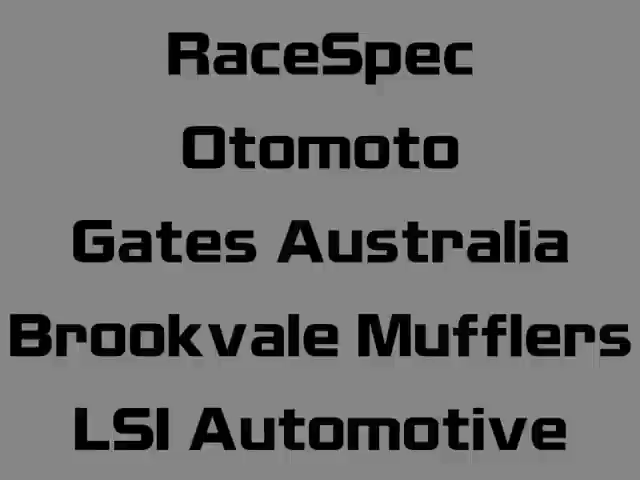 RaceSpec
Otomoto
Gates Australia
Brookvale Mufflers
LSI Automotive